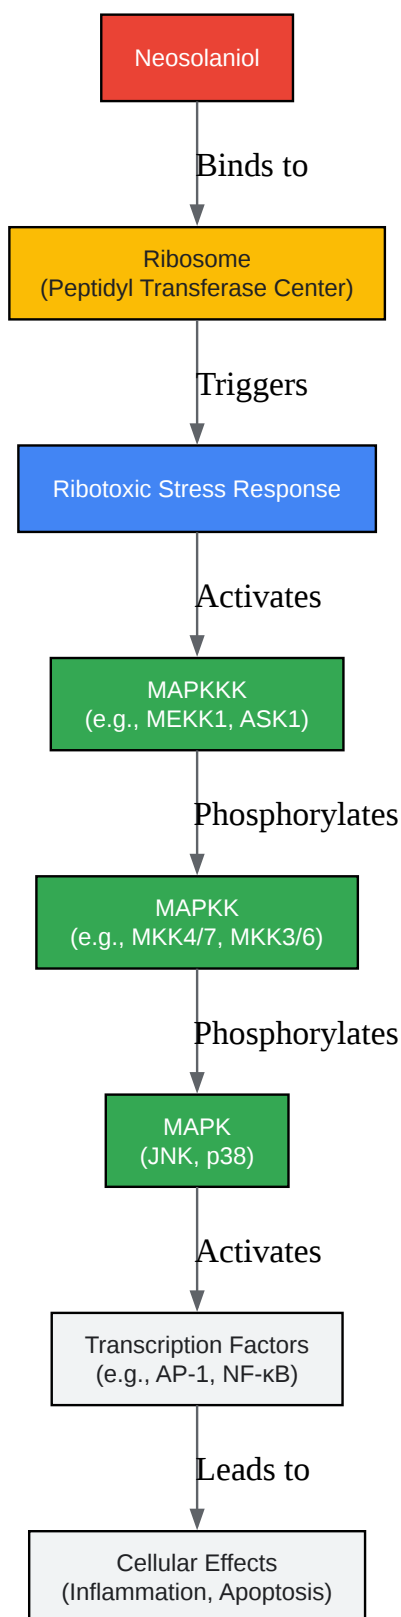 Neosolaniol
Binds to
Ribosome
(Peptidyl Transferase Center)
Triggers
Ribotoxic Stress Response
Activates
MAPKKK
(e.g., MEKK1, ASK1)
Phosphorylates
MAPKK
(e.g., MKK4/7, MKK3/6)
Phosphorylates
MAPK
(JNK, p38)
Activates
Transcription Factors
(e.g., AP-1, NF-κB)
Leads to
Cellular Effects
(Inflammation, Apoptosis)